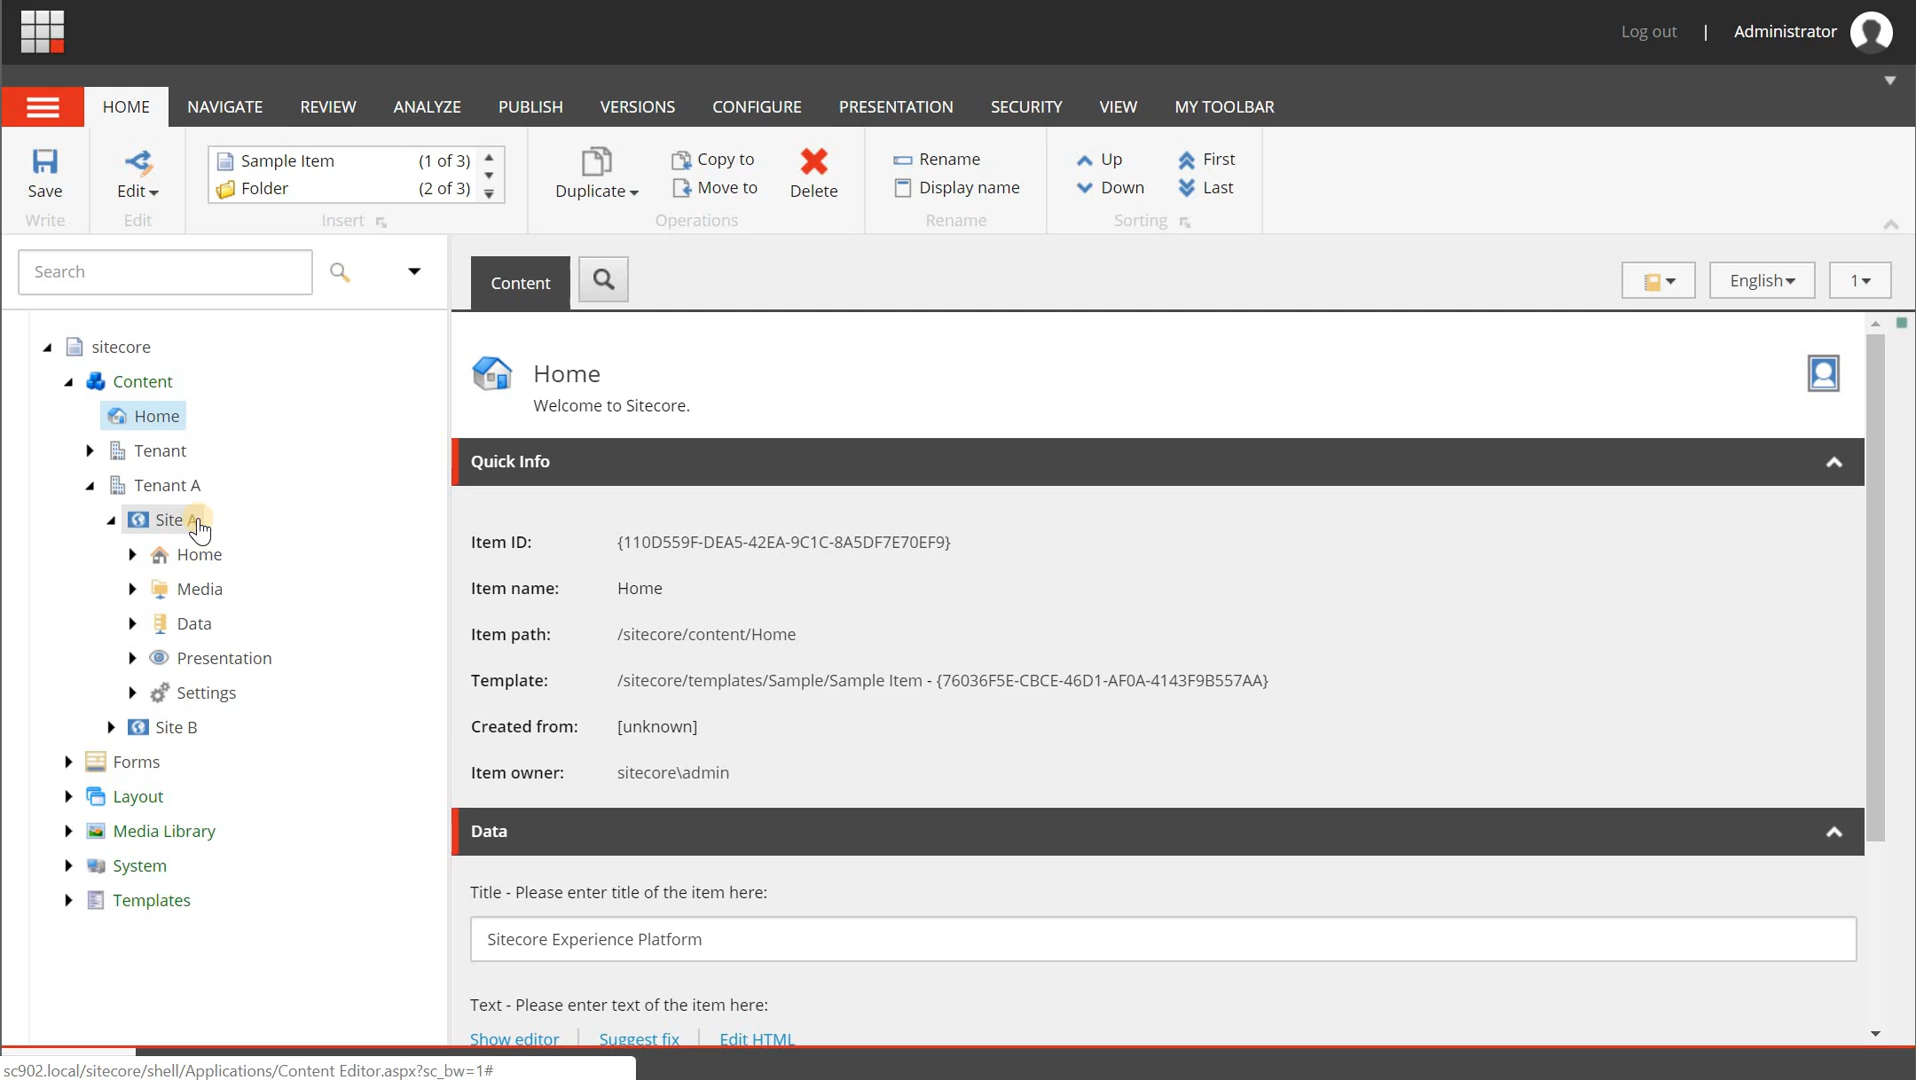 Log out | Administrator
HOME NAVIGATE REVIEW ANALYZE PUBLISH VERSIONS CONFIGURE PRESENTATION SECURITY VIEW MY TOOLBAR
Save
Write
Edit
Edit
Sample Item (1 of 3)
Folder (2 of 3)
Insert
Duplicate
Copy to
Move to
Delete
Operations
Rename
Display name
Rename
Up
Down
First
Last
Sorting
Search
sitecore
Content
Home
Tenant
Tenant A
Site A
Home
Media
Data
Presentation
Settings
Site B
Forms
Layout
Media Library
System
Templates
Content
English
1
Home
Welcome to Sitecore.
Quick Info
Item ID: {110D559F-DEA5-42EA-9C1C-8A5DF7E70EF9}
Item name: Home
Item path: /sitecore/content/Home
Template: /sitecore/templates/Sample/Sample Item - {76036F5E-CBCE-46D1-AF0A-4143F9B557AA}
Created from: [unknown]
Item owner: sitecore\admin
Data
Title - Please enter title of the item here:
Sitecore Experience Platform
Text - Please enter text of the item here:
Show editor | Suggest fix | Edit HTML
sc902.local/sitecore/shell/Applications/Content Editor.aspx?sc_bw=1#